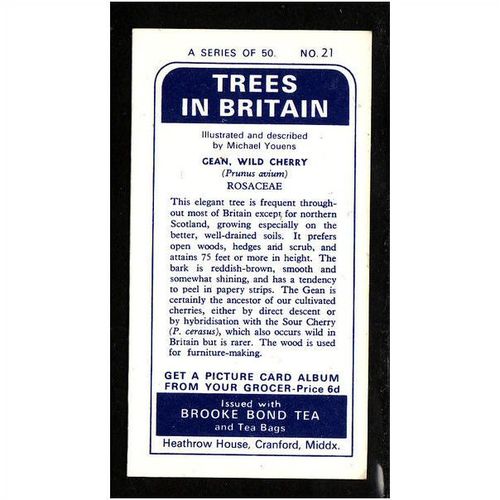 A SERIES OF 50. NO. 21
TREES
IN BRITAIN
Illustrated and described
by Michael Youens
GEAN, WILD CHERRY
(Prunus avium)
ROSACEAE
This elegant tree is frequent through-
out most of Britain except for northern
Scotland, growing especially on the
better, well-drained soils. It prefers
open woods, hedges and scrub, and
attains 75 feet or more in height. The
bark is reddish-brown, smooth and
somewhat shining, and has a tendency
to peel in papery strips. The Gean is
certainly the ancestor of our cultivated
cherries, either by direct descent or
by hybridisation with the Sour Cherry
(P. cerasus), which also occurs wild in
Britain but is rarer. The wood is used
for furniture-making.
GET A PICTURE CARD ALBUM
FROM YOUR GROCER-Price 6d
Issued with
BROOKE BOND TEA
and Tea Bags
Heathrow House, Cranford, Middx.